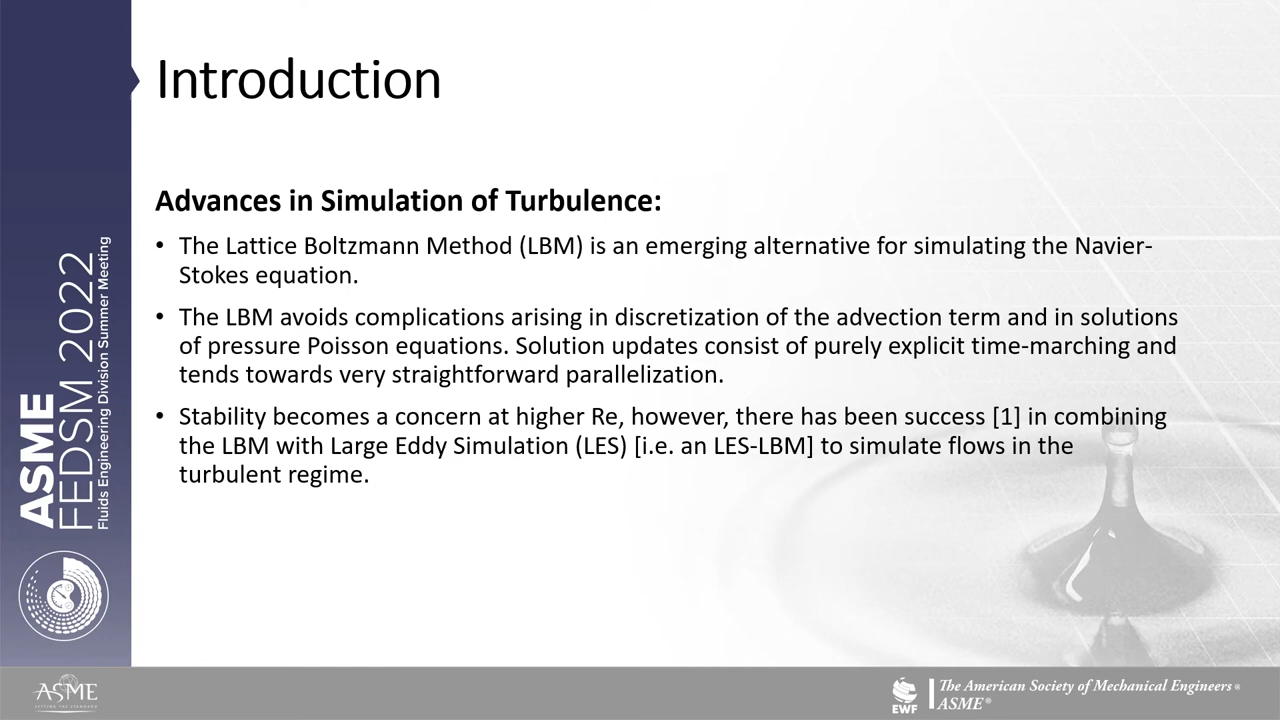 Introduction
Advances in Simulation of Turbulence:
• The Lattice Boltzmann Method (LBM) is an emerging alternative for simulating the Navier-
Stokes equation.
• The LBM avoids complications arising in discretization of the advection term and in solutions
of pressure Poisson equations. Solution updates consist of purely explicit time-marching and
tends towards very straightforward parallelization.
• Stability becomes a concern at higher Re, however, there has been success [1] in combining
the LBM with Large Eddy Simulation (LES) [i.e. an LES-LBM] to simulate flows in the
turbulent regime.
ASME
FEDSM 2022
Fluids Engineering Division Summer Meeting
ASME
SETTING THE STANDARD
EWF
The American Society of Mechanical Engineers ®
ASME ®